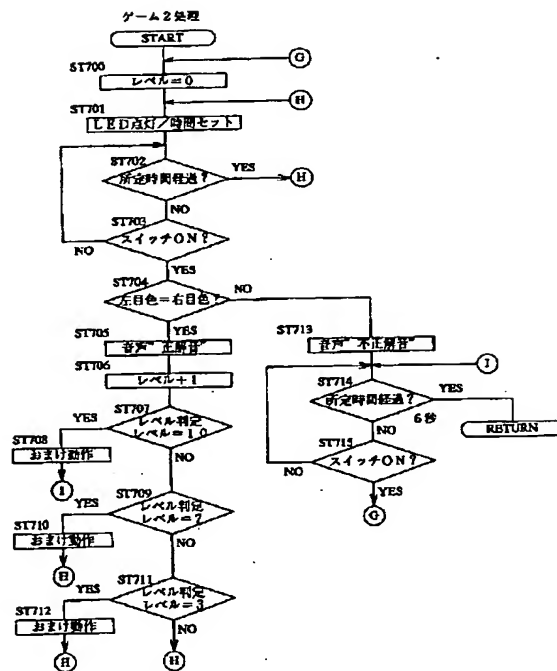 ゲーム2処理
START
G
ST700
レベル=0
H
ST701
LED点灯/時間セット
ST702
所定時間経過?
YES
H
NO
ST703
スイッチON?
NO
YES
ST704
左目色=右目色?
NO
YES
ST705
音声"正解音"
ST706
レベル+1
ST707
レベル判定
レベル=10
YES
ST708
おまけ動作
I
NO
ST709
レベル判定
レベル=7
YES
ST710
おまけ動作
H
NO
ST711
レベル判定
レベル=3
YES
ST712
おまけ動作
H
NO
H
ST713
音声"不正解音"
I
ST714
所定時間経過?
YES
6秒
RETURN
NO
ST715
スイッチON?
NO
YES
G